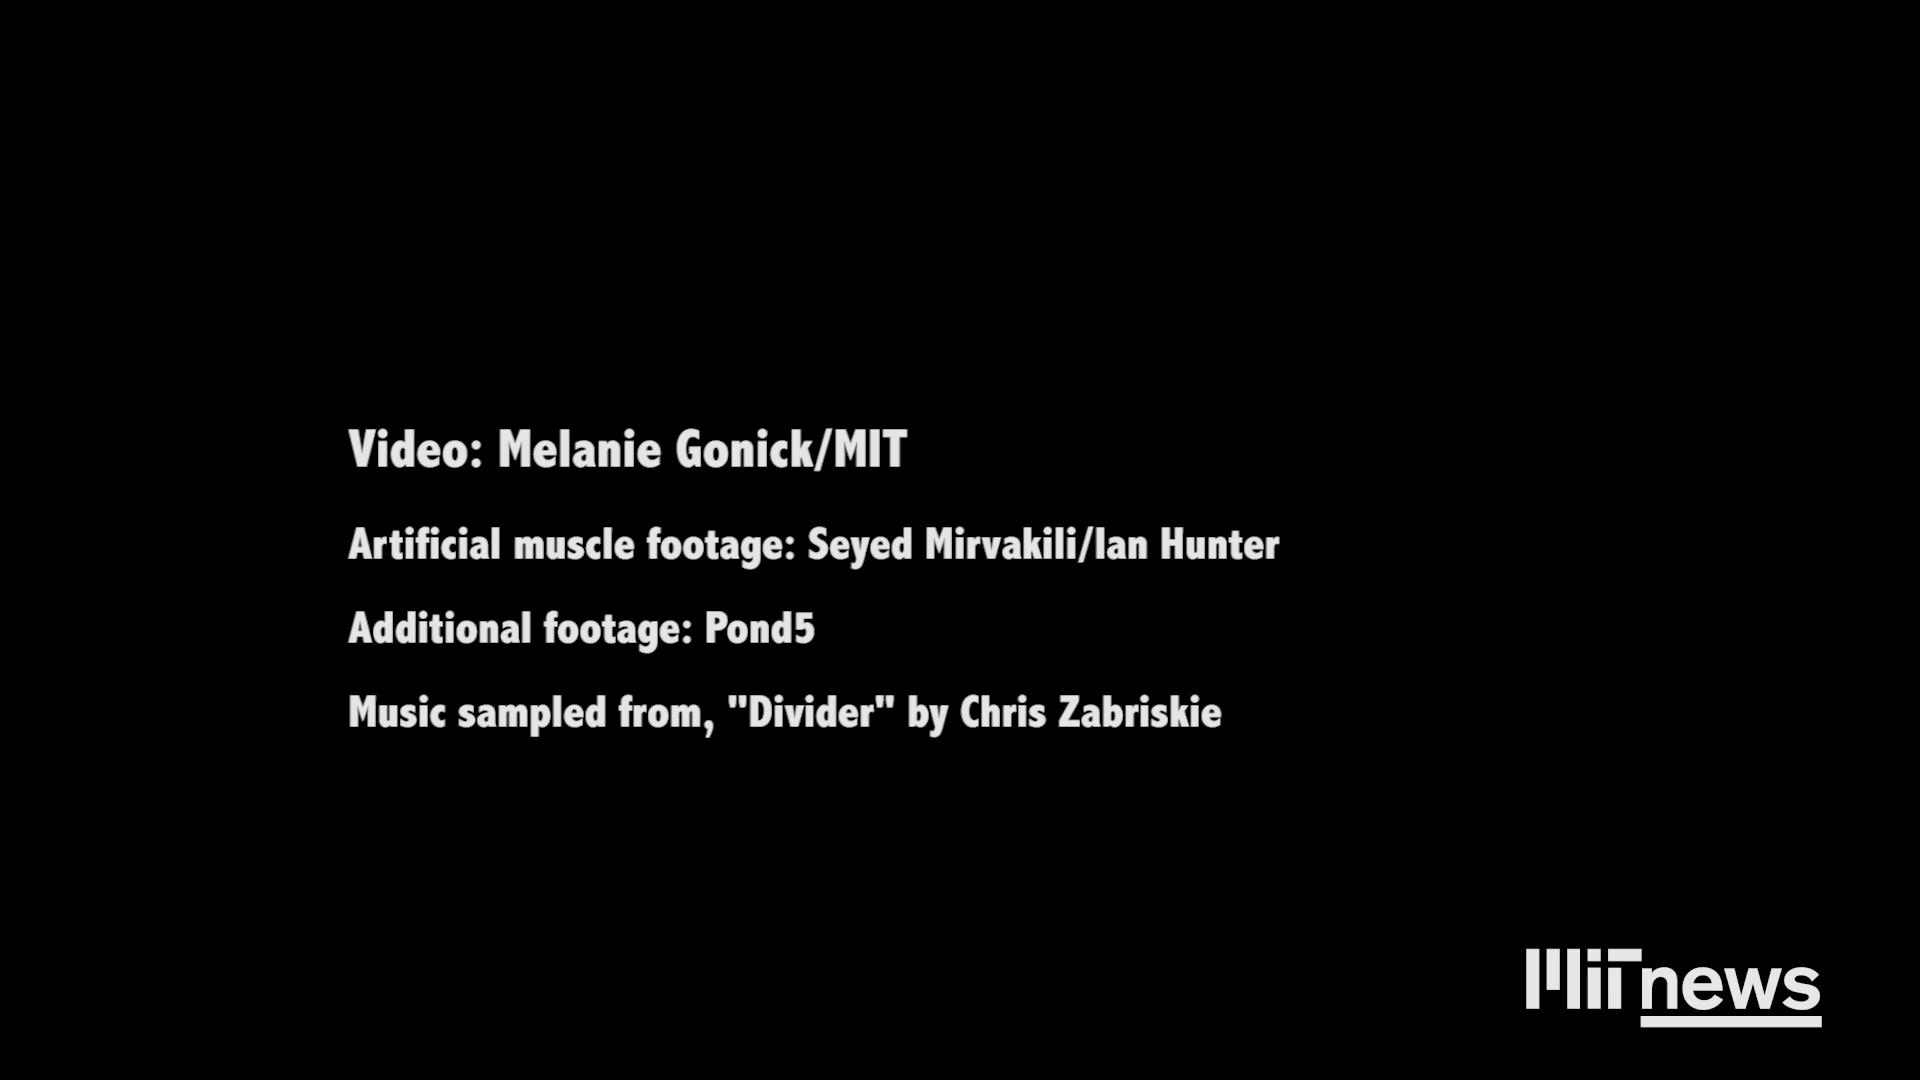 Video: Melanie Gonick/MIT
Artificial muscle footage: Seyed Mirvakili/Ian Hunter
Additional footage: Pond5
Music sampled from, "Divider" by Chris Zabriskie
MIT news